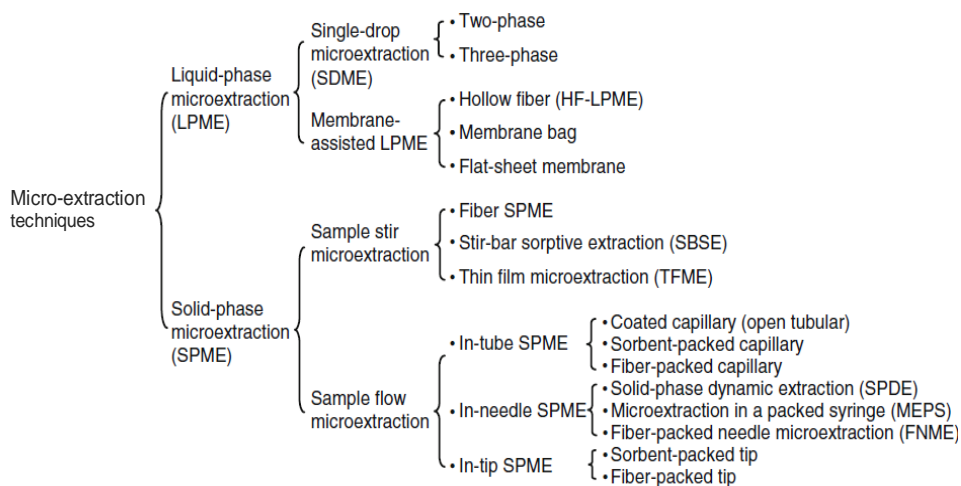 Micro-extraction
techniques
Liquid-phase
microextraction
(LPME)
Single-drop
microextraction
(SDME)
• Two-phase
• Three-phase
Membrane-
assisted LPME
• Hollow fiber (HF-LPME)
• Membrane bag
• Flat-sheet membrane
Solid-phase
microextraction
(SPME)
Sample stir
microextraction
• Fiber SPME
• Stir-bar sorptive extraction (SBSE)
• Thin film microextraction (TFME)
Sample flow
microextraction
• In-tube SPME
• Coated capillary (open tubular)
• Sorbent-packed capillary
• Fiber-packed capillary
• In-needle SPME
• Solid-phase dynamic extraction (SPDE)
• Microextraction in a packed syringe (MEPS)
• Fiber-packed needle microextraction (FNME)
• In-tip SPME
• Sorbent-packed tip
• Fiber-packed tip